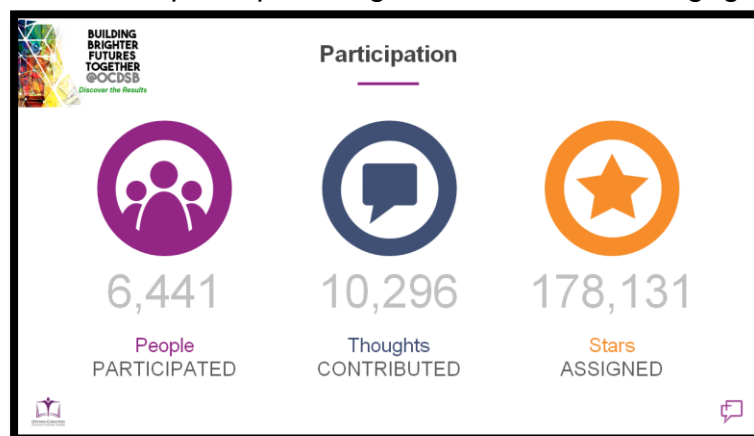 BUILDING
BRIGHTER
FUTURES
TOGETHER
@OCDSB
Discover the Results
Participation
6,441
10,296
178,131
People
PARTICIPATED
Thoughts
CONTRIBUTED
Stars
ASSIGNED